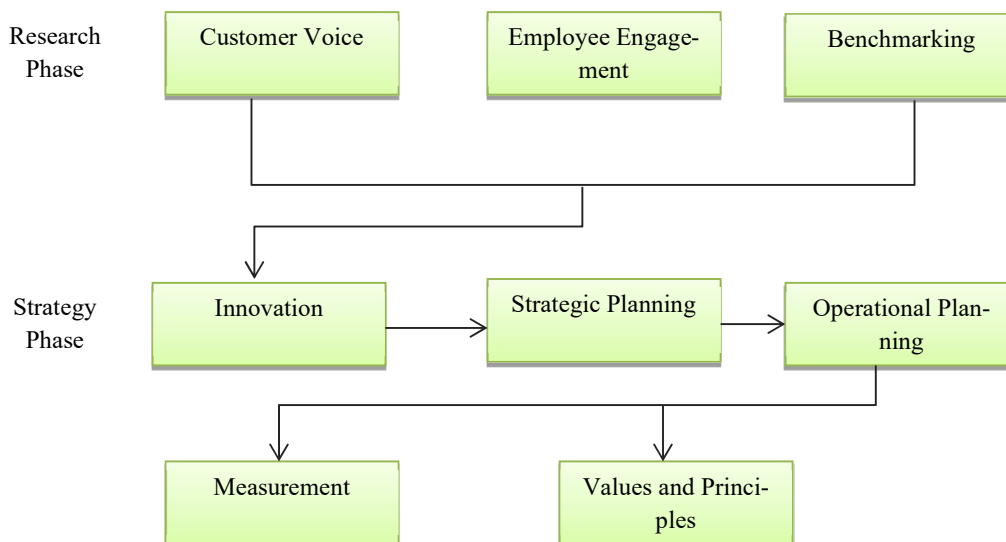 Research
Phase
Customer Voice
Employee Engage-
ment
Benchmarking
Strategy
Phase
Innovation
Strategic Planning
Operational Plan-
ning
Measurement
Values and Princi-
ples